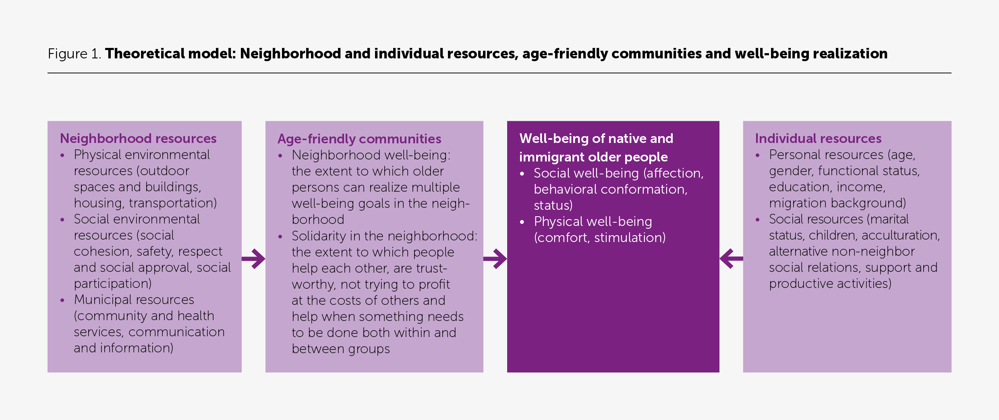 Figure 1. Theoretical model: Neighborhood and individual resources, age-friendly communities and well-being realization
Neighborhood resources
• Physical environmental
resources (outdoor
spaces and buildings,
housing, transportation)
• Social environmental
resources (social
cohesion, safety, respect
and social approval, social
participation)
• Municipal resources
(community and health
services, communication
and information)
Age-friendly communities
• Neighborhood well-being:
the extent to which older
persons can realize multiple
well-being goals in the neigh-
borhood
• Solidarity in the neighborhood:
the extent to which people
help each other, are trust-
worthy, not trying to profit
at the costs of others and
help when something needs
to be done both within and
between groups
Well-being of native and
immigrant older people
• Social well-being (affection,
behavioral conformation,
status)
• Physical well-being
(comfort, stimulation)
Individual resources
• Personal resources (age,
gender, functional status,
education, income,
migration background)
• Social resources (marital
status, children, acculturation,
alternative non-neighbor
social relations, support and
productive activities)